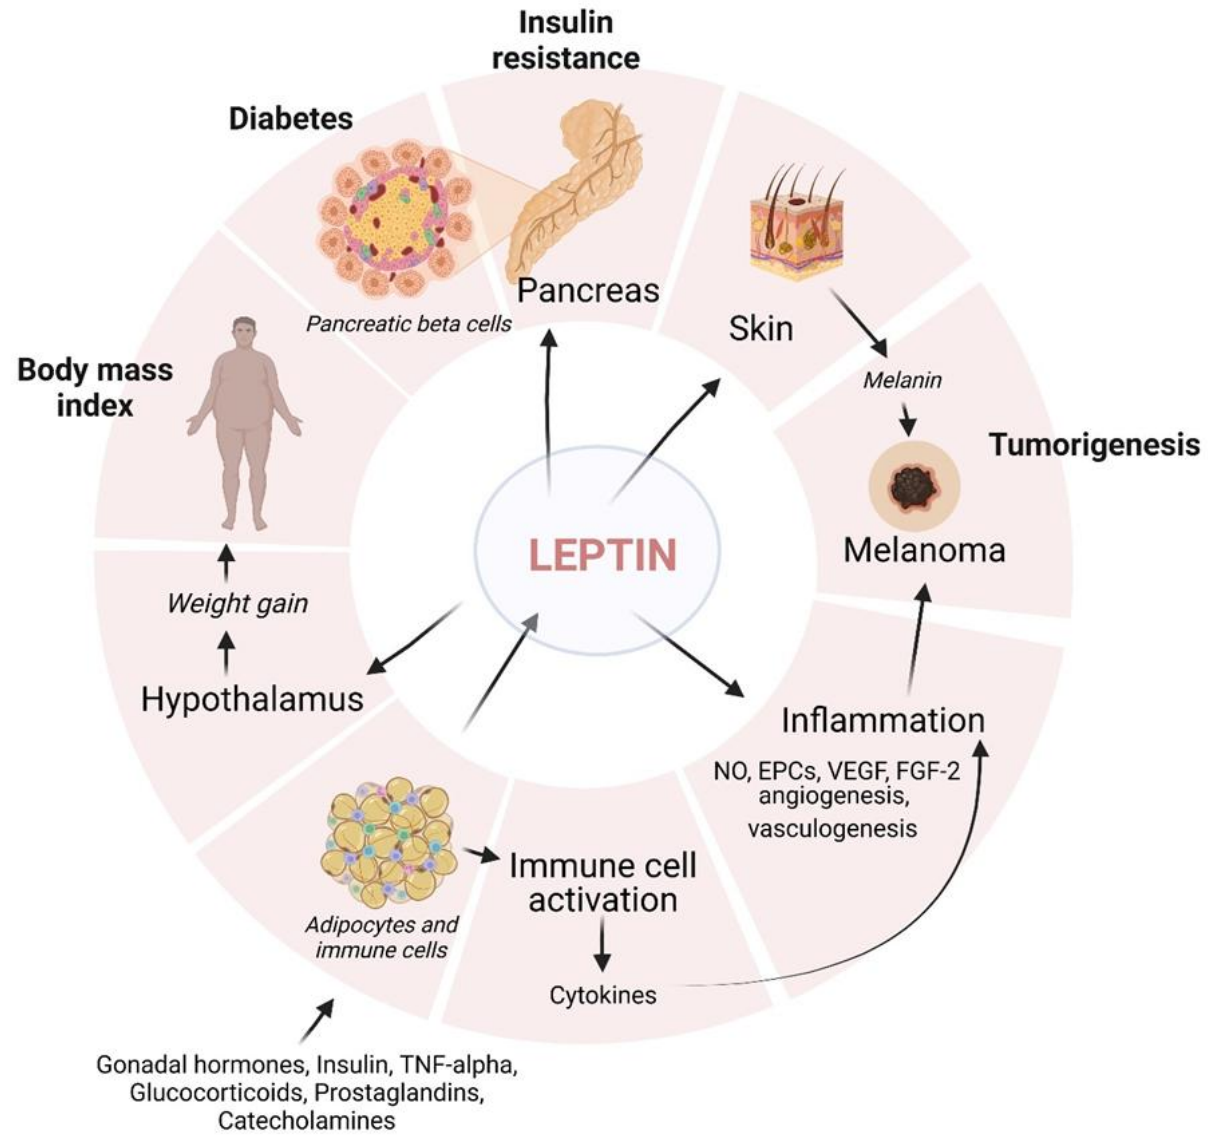 Insulin
resistance
Diabetes
Pancreas
Pancreatic beta cells
Skin
Melanin
Body mass
index
Tumorigenesis
Melanoma
LEPTIN
Weight gain
Hypothalamus
Inflammation
NO, EPCs, VEGF, FGF-2
angiogenesis,
vasculogenesis
Immune cell
activation
Cytokines
Adipocytes and
immune cells
Gonadal hormones, Insulin, TNF-alpha,
Glucocorticoids, Prostaglandins,
Catecholamines